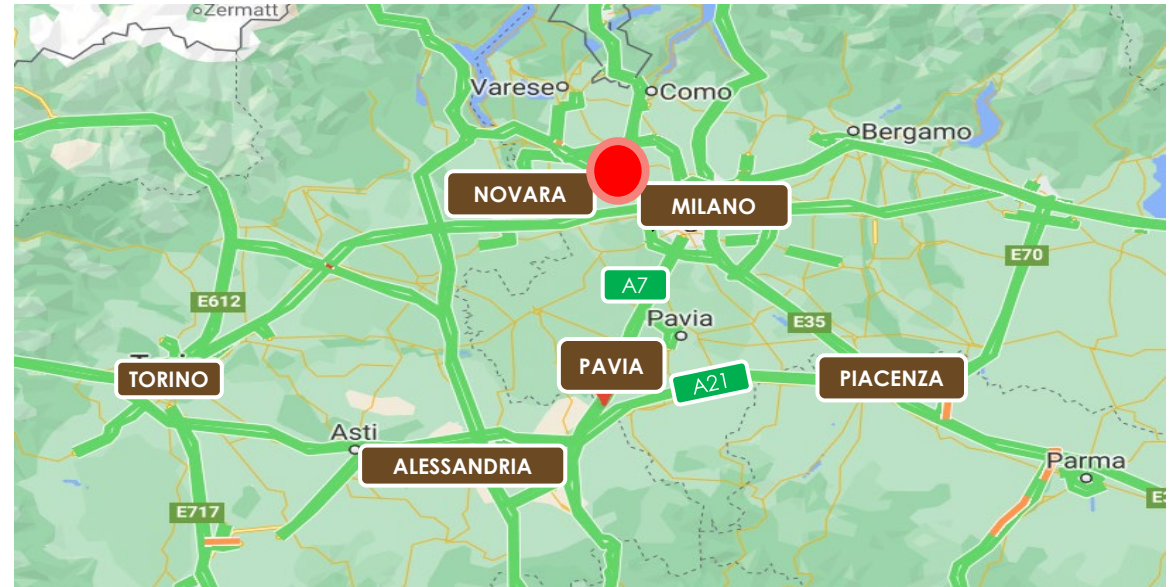 Zermatt
Varese
Como
Bergamo
NOVARA
MILANO
E70
A7
E612
Pavia
E35
PAVIA
TORINO
A21
PIACENZA
Asti
ALESSANDRIA
Parma
E717